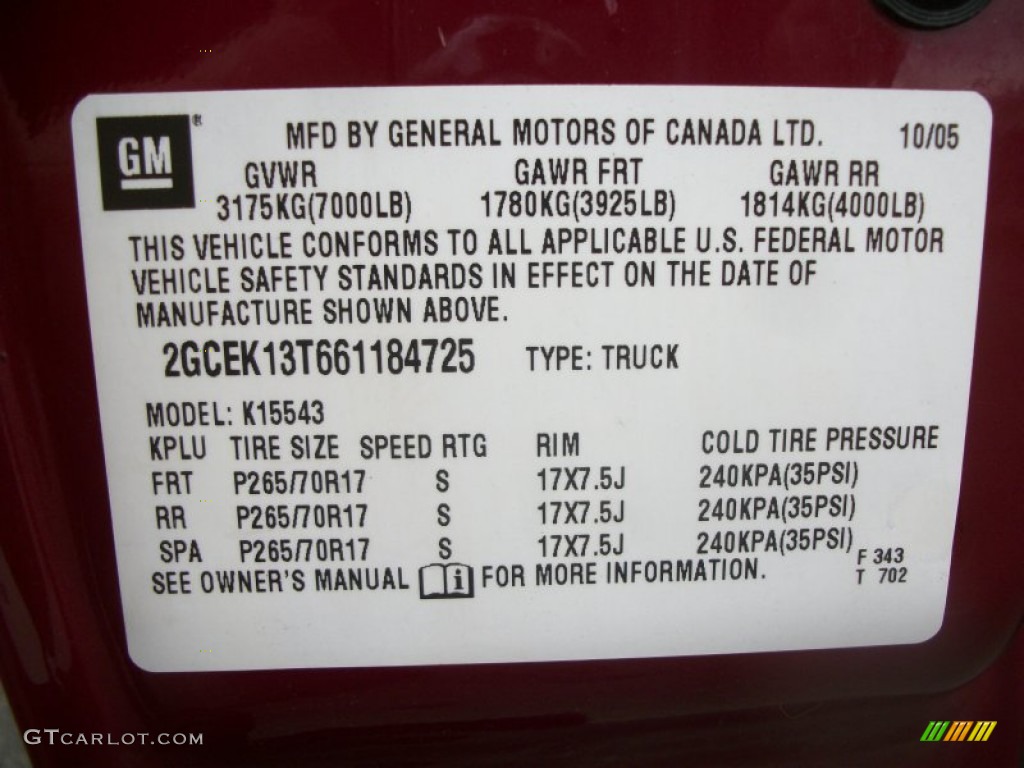 GM ® MFD BY GENERAL MOTORS OF CANADA LTD. 10/05
GVWR GAWR FRT GAWR RR
3175KG(7000LB) 1780KG(3925LB) 1814KG(4000LB)
THIS VEHICLE CONFORMS TO ALL APPLICABLE U.S. FEDERAL MOTOR
VEHICLE SAFETY STANDARDS IN EFFECT ON THE DATE OF
MANUFACTURE SHOWN ABOVE.
2GCEK13T661184725 TYPE: TRUCK
MODEL: K15543
KPLU TIRE SIZE SPEED RTG RIM COLD TIRE PRESSURE
FRT P265/70R17 S 17X7.5J 240KPA(35PSI)
RR P265/70R17 S 17X7.5J 240KPA(35PSI)
SPA P265/70R17 S 17X7.5J 240KPA(35PSI)
F 343
SEE OWNER'S MANUAL i FOR MORE INFORMATION. T 702
GTCARLOT.COM